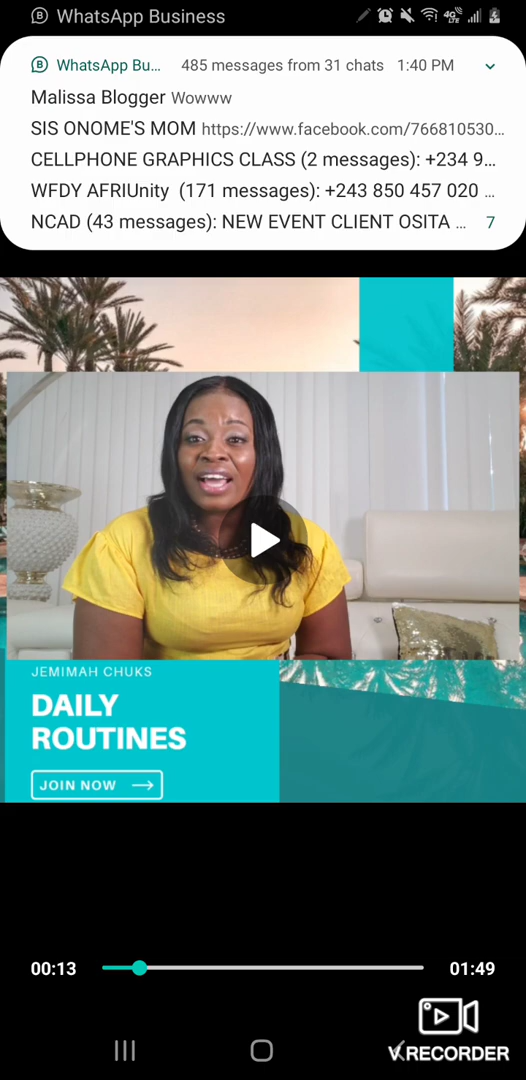 WhatsApp Business
WhatsApp Bu... 485 messages from 31 chats 1:40 PM
Malissa Blogger Wowww
SIS ONOME'S MOM https://www.facebook.com/766810530...
CELLPHONE GRAPHICS CLASS (2 messages): +234 9...
WFDY AFRIUnity (171 messages): +243 850 457 020 ...
NCAD (43 messages): NEW EVENT CLIENT OSITA ... 7
JEMIMAH CHUKS
DAILY
ROUTINES
JOIN NOW
00:13 01:49
V.RECORDER